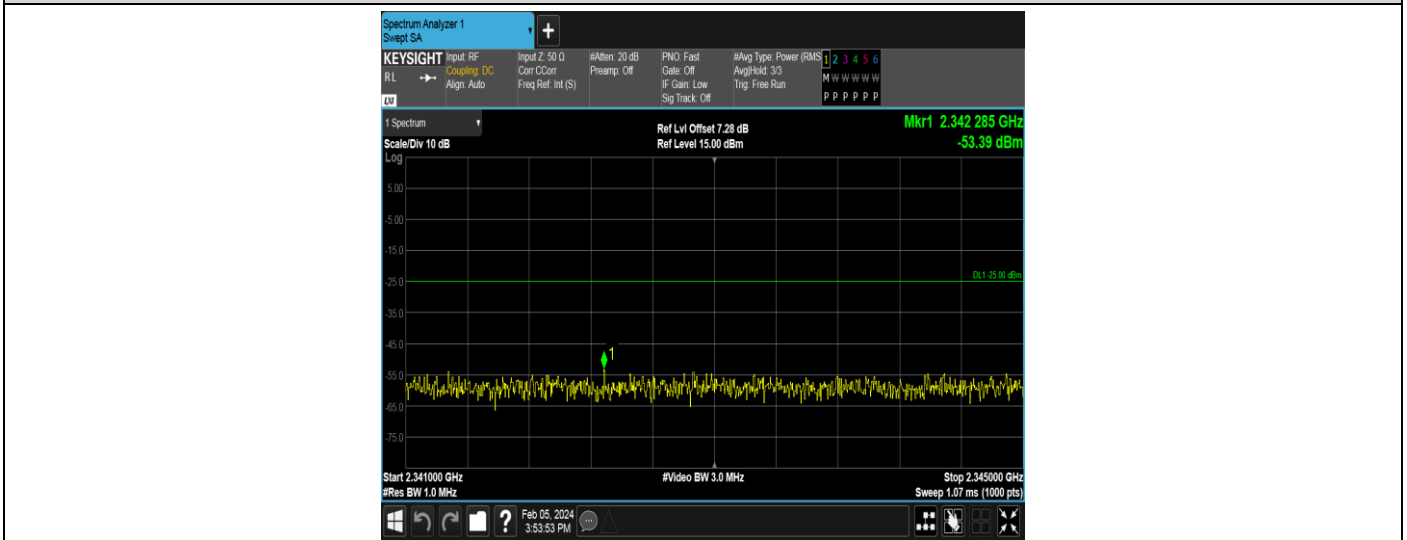 Spectrum Analyzer 1
Swept SA
+
KEYSIGHT
RL
LXI
Input: RF
Coupling: DC
Align: Auto
Input Z: 50 Ω
Corr CCorr
Freq Ref: Int (S)
#Atten: 20 dB
Preamp: Off
PNO: Fast
Gate: Off
IF Gain: Low
Sig Track: Off
#Avg Type: Power (RMS
Avg|Hold: 3/3
Trig: Free Run
1 2 3 4 5 6
M W W W W W
P P P P P P
1 Spectrum
Scale/Div 10 dB
Ref Lvl Offset 7.28 dB
Ref Level 15.00 dBm
Mkr1 2.342 285 GHz
-53.39 dBm
Log
5.00
-5.00
-15.0
-25.0
DL1 -25.00 dBm
-35.0
-45.0
1
-55.0
-65.0
-75.0
Start 2.341000 GHz
#Res BW 1.0 MHz
#Video BW 3.0 MHz
Stop 2.345000 GHz
Sweep 1.07 ms (1000 pts)
?
Feb 05, 2024
3:53:53 PM